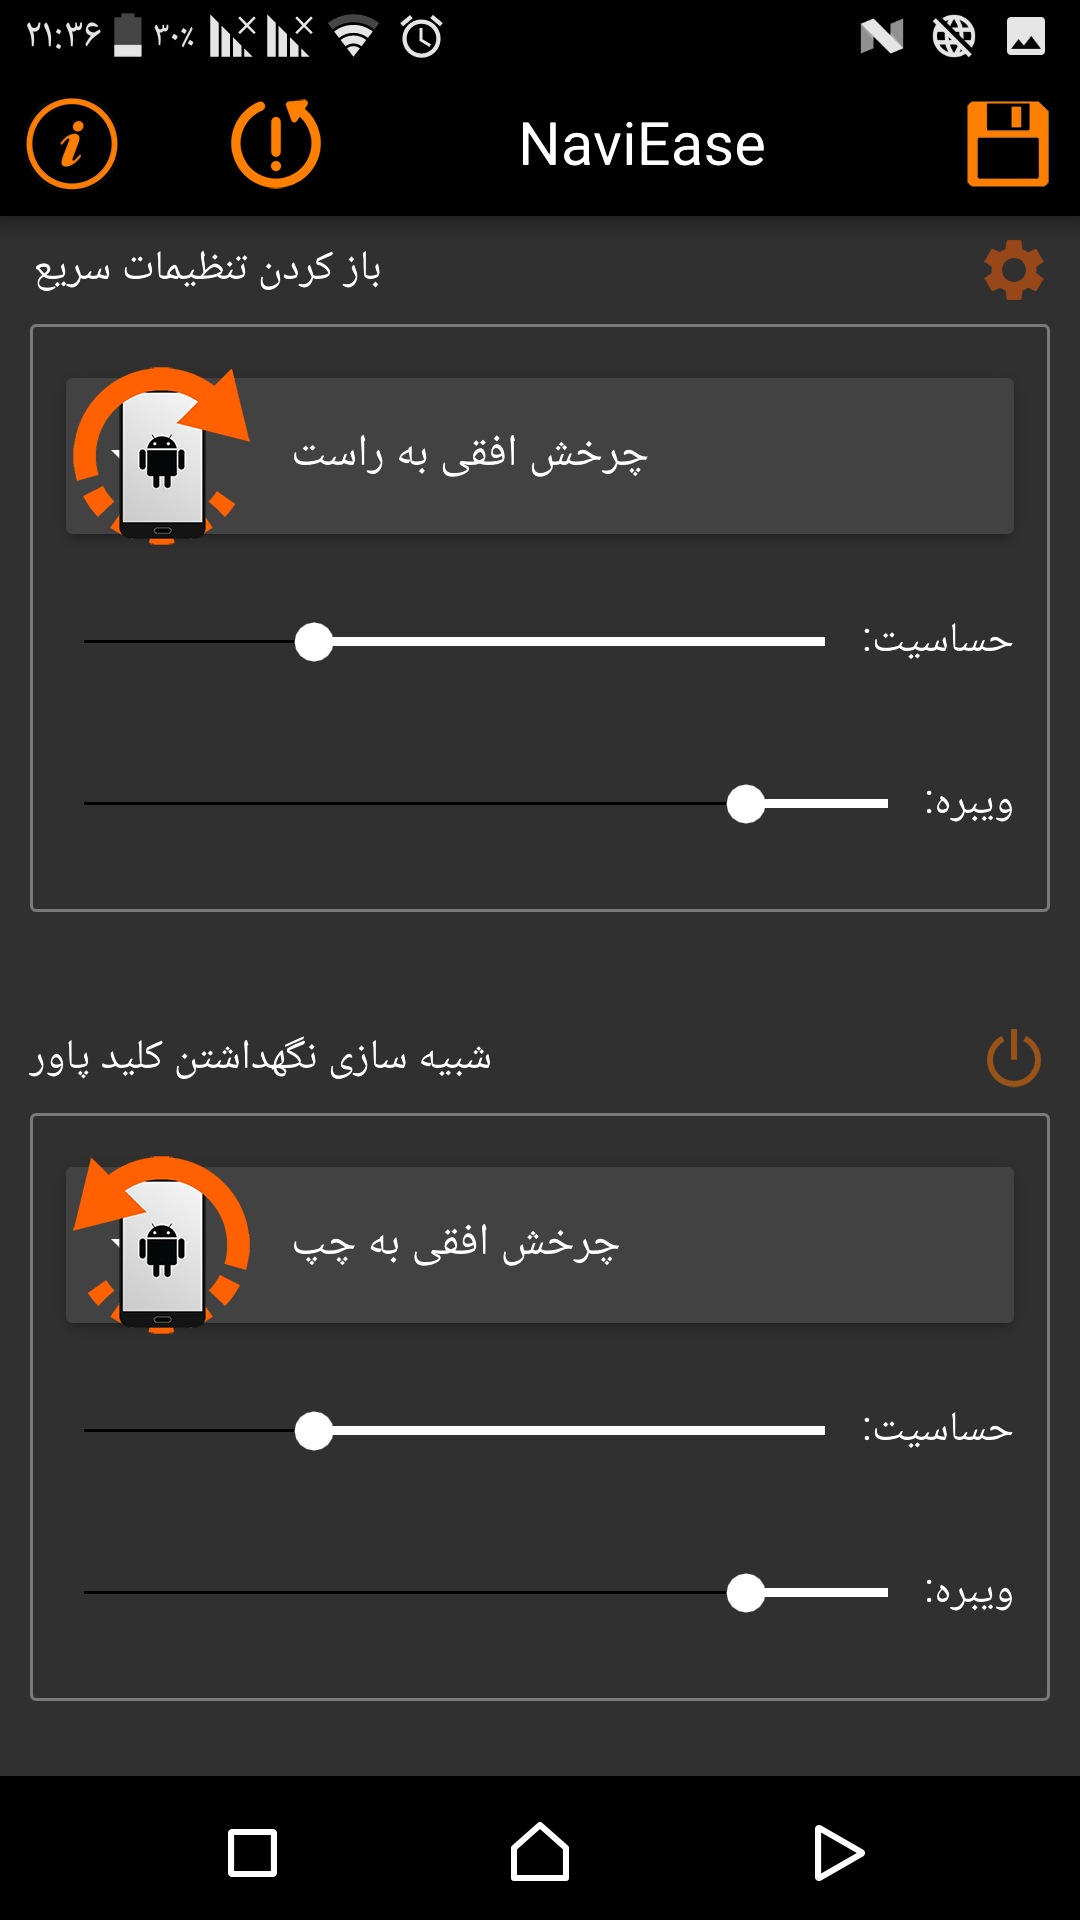 ۲۱:۳۶ ۳۰٪
NaviEase
باز کردن تنظیمات سریع
چرخش افقی به راست
حساسیت:
ویبره:
شبیه سازی نگهداشتن کلید پاور
چرخش افقی به چپ
حساسیت:
ویبره: